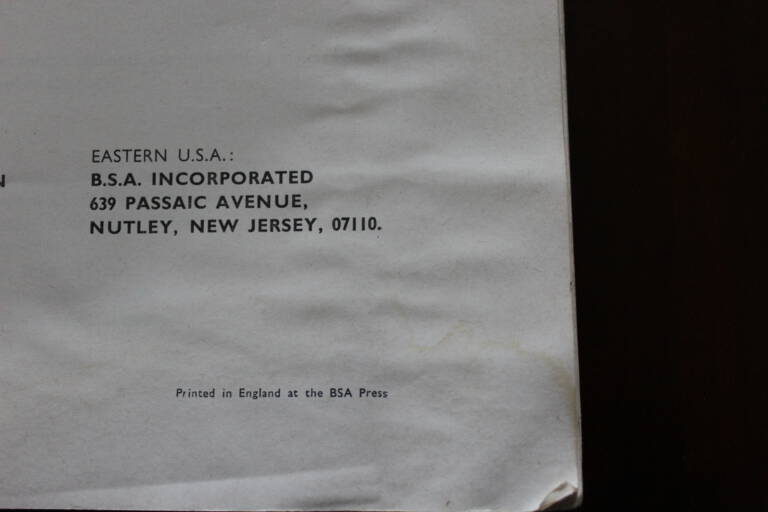 EASTERN U.S.A.:
B.S.A. INCORPORATED
639 PASSAIC AVENUE,
NUTLEY, NEW JERSEY, 07110.
Printed in England at the BSA Press